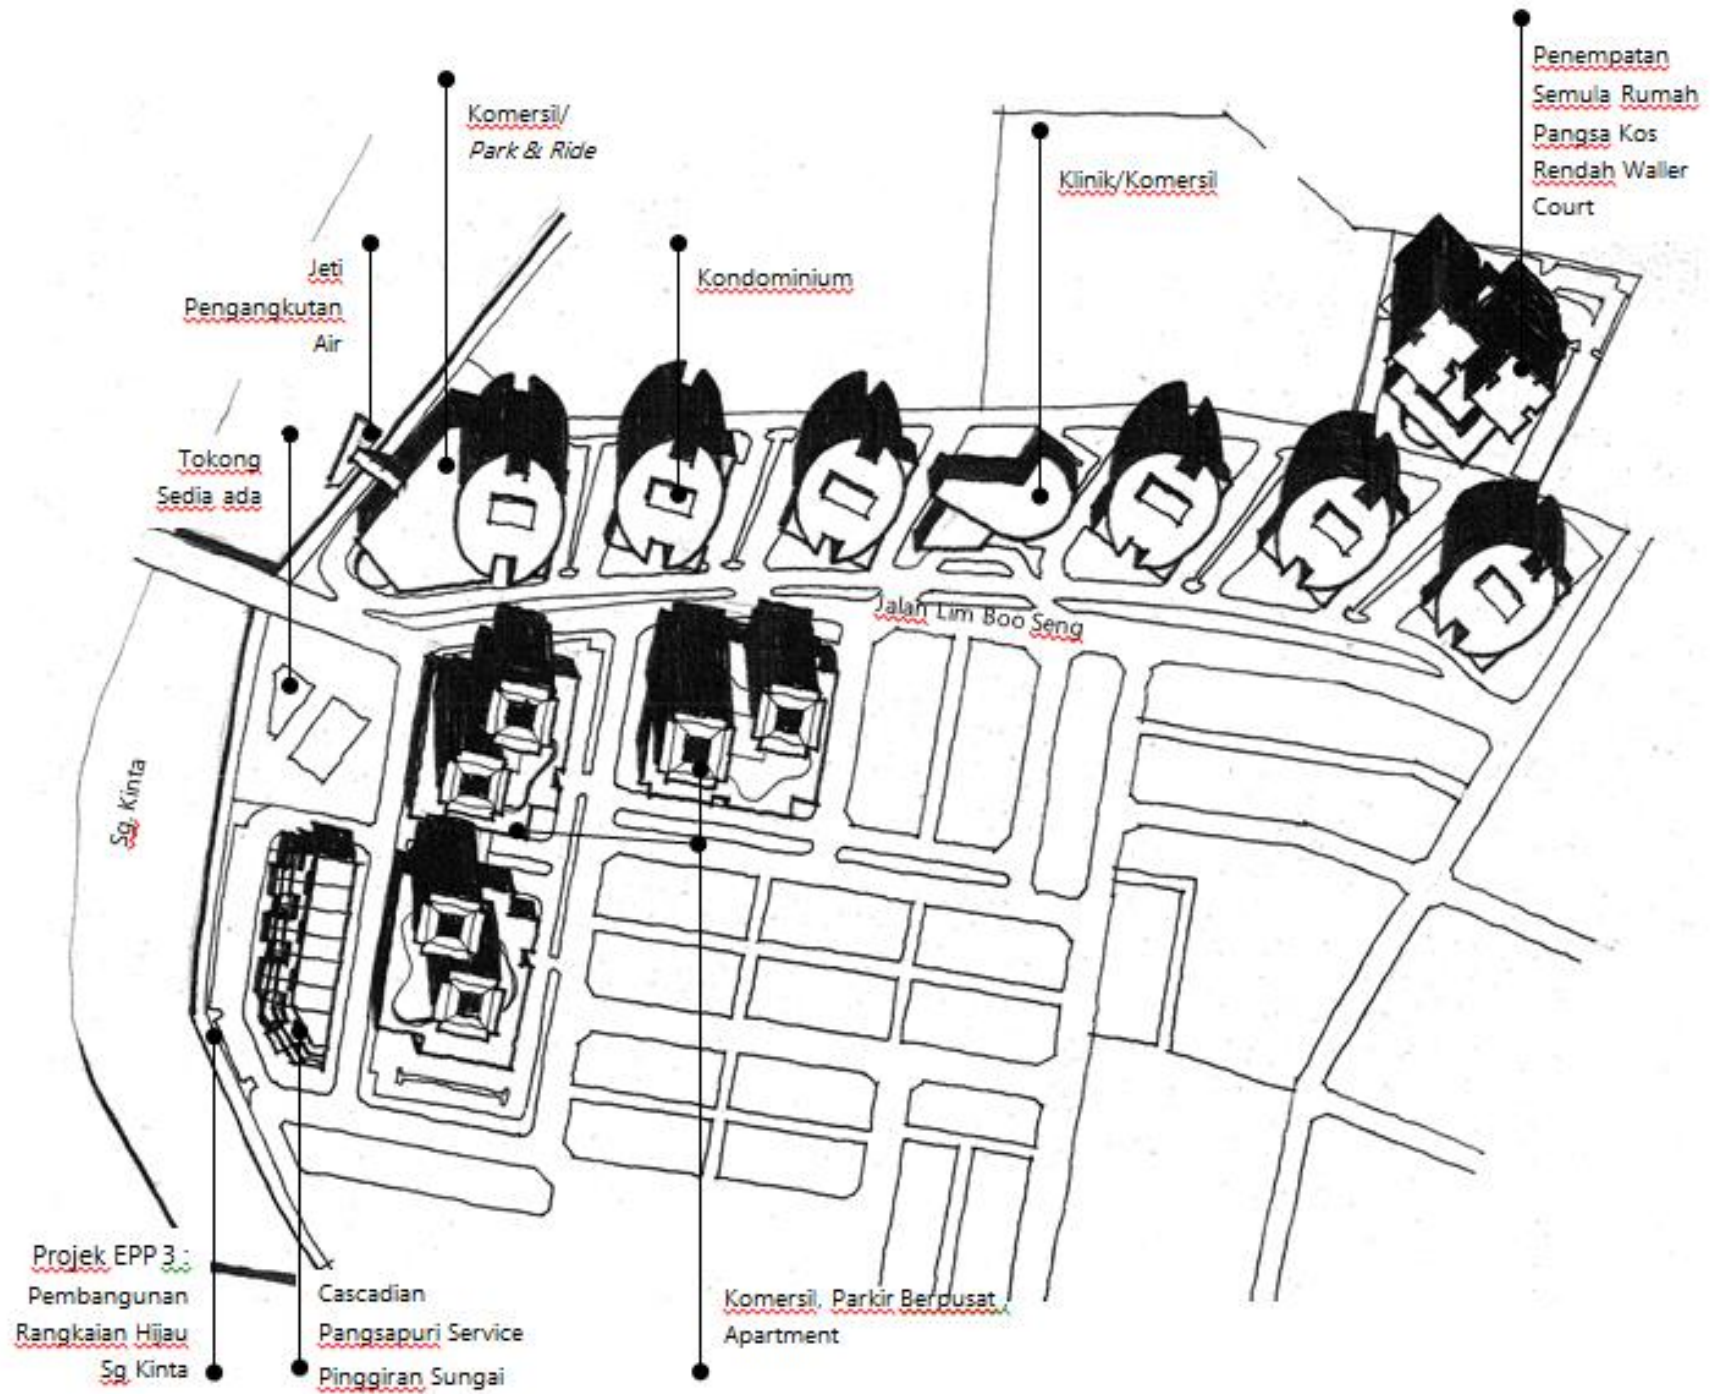 Penempatan
Semula Rumah
Pangsa Kos
Rendah Waller
Court
Komersil/
Park & Ride
Klinik/Komersil
Jeti
Pengangkutan
Air
Kondominium
Tokong
Sedia ada
Jalan Lim Boo Seng
Sg. Kinta
Projek EPP 3 :
Pembangunan
Rangkaian Hijau
Sg Kinta
Cascadian
Pangsapuri Service
Pinggiran Sungai
Komersil, Parkir Berpusat ,
Apartment